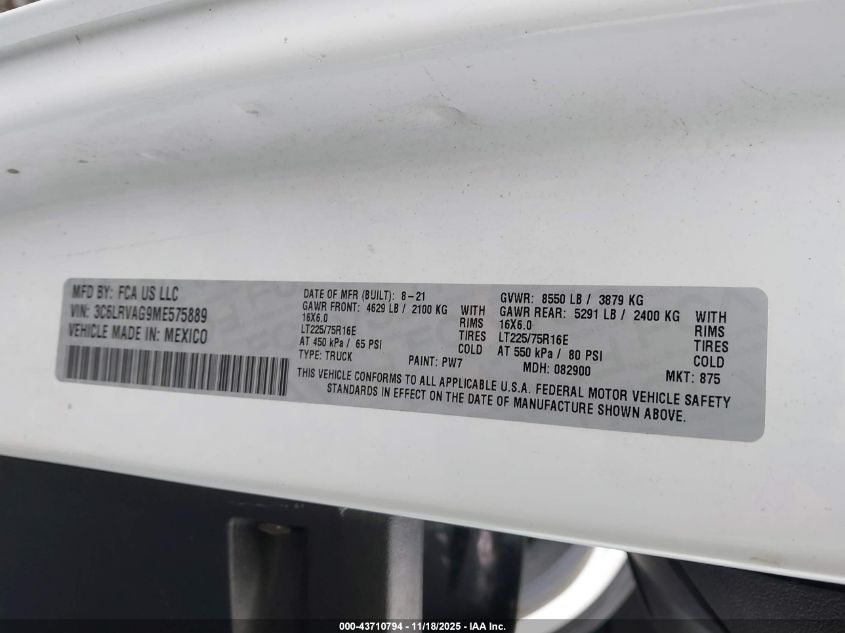 MFD BY: FCA US LLC
VIN: 3C6LRVAG9ME575889
VEHICLE MADE IN: MEXICO
DATE OF MFR (BUILT): 8-21
GAWR FRONT: 4629 LB / 2100 KG WITH
16X6.0 RIMS
LT225/75R16E TIRES
AT 450 kPa / 65 PSI COLD
TYPE: TRUCK PAINT: PW7
GVWR: 8550 LB / 3879 KG
GAWR REAR: 5291 LB / 2400 KG WITH
16X6.0 RIMS
LT225/75R16E TIRES
AT 550 kPa / 80 PSI COLD
MDH: 082900 MKT: 875
THIS VEHICLE CONFORMS TO ALL APPLICABLE U.S.A. FEDERAL MOTOR VEHICLE SAFETY
STANDARDS IN EFFECT ON THE DATE OF MANUFACTURE SHOWN ABOVE.
000-43710794 - 11/18/2025 - IAA Inc.